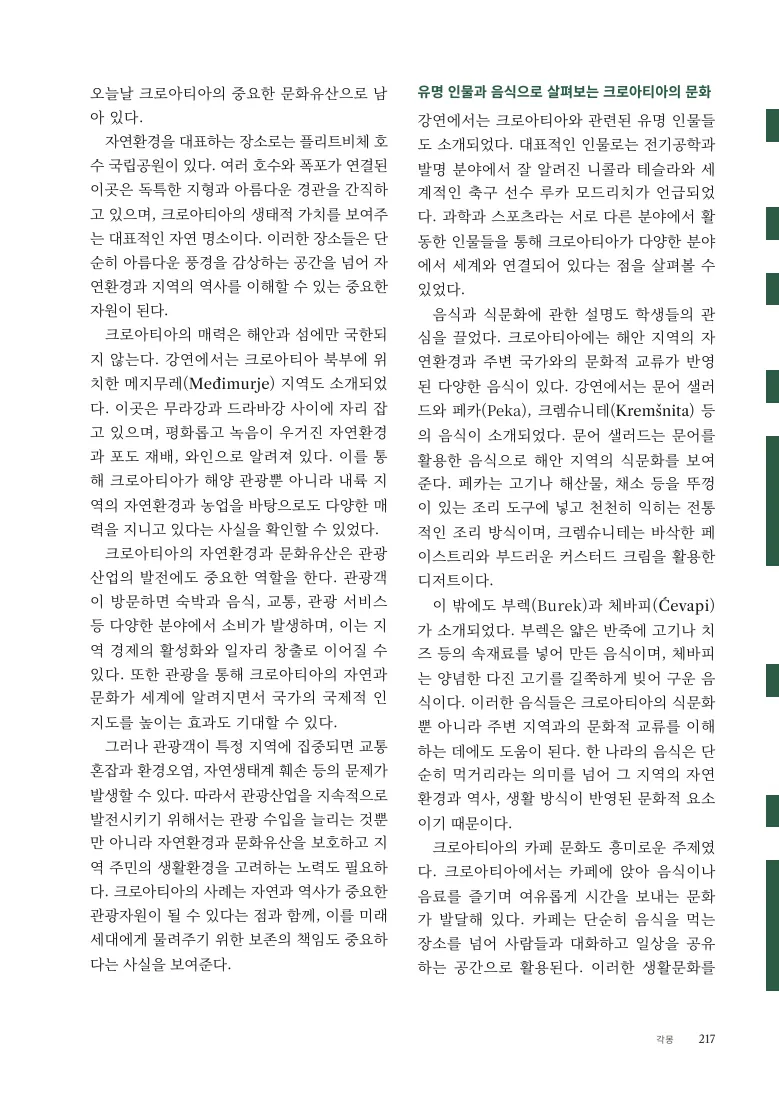 오늘날 크로아티아의 중요한 문화유산으로 남
아 있다.
자연환경을 대표하는 장소로는 플리트비체 호
수 국립공원이 있다. 여러 호수와 폭포가 연결된
이곳은 독특한 지형과 아름다운 경관을 간직하
고 있으며, 크로아티아의 생태적 가치를 보여주
는 대표적인 자연 명소이다. 이러한 장소들은 단
순히 아름다운 풍경을 감상하는 공간을 넘어 자
연환경과 지역의 역사를 이해할 수 있는 중요한
자원이 된다.
크로아티아의 매력은 해안과 섬에만 국한되
지 않는다. 강연에서는 크로아티아 북부에 위
치한 메지무레(Međimurje) 지역도 소개되었
다. 이곳은 무라강과 드라바강 사이에 자리 잡
고 있으며, 평화롭고 녹음이 우거진 자연환경
과 포도 재배, 와인으로 알려져 있다. 이를 통
해 크로아티아가 해양 관광뿐 아니라 내륙 지
역의 자연환경과 농업을 바탕으로도 다양한 매
력을 지니고 있다는 사실을 확인할 수 있었다.
크로아티아의 자연환경과 문화유산은 관광
산업의 발전에도 중요한 역할을 한다. 관광객
이 방문하면 숙박과 음식, 교통, 관광 서비스
등 다양한 분야에서 소비가 발생하며, 이는 지
역 경제의 활성화와 일자리 창출로 이어질 수
있다. 또한 관광을 통해 크로아티아의 자연과
문화가 세계에 알려지면서 국가의 국제적 인
지도를 높이는 효과도 기대할 수 있다.
그러나 관광객이 특정 지역에 집중되면 교통
혼잡과 환경오염, 자연생태계 훼손 등의 문제가
발생할 수 있다. 따라서 관광산업을 지속적으로
발전시키기 위해서는 관광 수입을 늘리는 것뿐
만 아니라 자연환경과 문화유산을 보호하고 지
역 주민의 생활환경을 고려하는 노력도 필요하
다. 크로아티아의 사례는 자연과 역사가 중요한
관광자원이 될 수 있다는 점과 함께, 이를 미래
세대에게 물려주기 위한 보존의 책임도 중요하
다는 사실을 보여준다.
유명 인물과 음식으로 살펴보는 크로아티아의 문화
강연에서는 크로아티아와 관련된 유명 인물들
도 소개되었다. 대표적인 인물로는 전기공학과
발명 분야에서 잘 알려진 니콜라 테슬라와 세
계적인 축구 선수 루카 모드리치가 언급되었
다. 과학과 스포츠라는 서로 다른 분야에서 활
동한 인물들을 통해 크로아티아가 다양한 분야
에서 세계와 연결되어 있다는 점을 살펴볼 수
있었다.
음식과 식문화에 관한 설명도 학생들의 관
심을 끌었다. 크로아티아에는 해안 지역의 자
연환경과 주변 국가와의 문화적 교류가 반영
된 다양한 음식이 있다. 강연에서는 문어 샐러
드와 페카(Peka), 크렘슈니테(Kremšnita) 등
의 음식이 소개되었다. 문어 샐러드는 문어를
활용한 음식으로 해안 지역의 식문화를 보여
준다. 페카는 고기나 해산물, 채소 등을 뚜껑
이 있는 조리 도구에 넣고 천천히 익히는 전통
적인 조리 방식이며, 크렘슈니테는 바삭한 페
이스트리와 부드러운 커스터드 크림을 활용한
디저트이다.
이 밖에도 부렉(Burek)과 체바피(Ćevapi)
가 소개되었다. 부렉은 얇은 반죽에 고기나 치
즈 등의 속재료를 넣어 만든 음식이며, 체바피
는 양념한 다진 고기를 길쭉하게 빚어 구운 음
식이다. 이러한 음식들은 크로아티아의 식문화
뿐 아니라 주변 지역과의 문화적 교류를 이해
하는 데에도 도움이 된다. 한 나라의 음식은 단
순히 먹거리라는 의미를 넘어 그 지역의 자연
환경과 역사, 생활 방식이 반영된 문화적 요소
이기 때문이다.
크로아티아의 카페 문화도 흥미로운 주제였
다. 크로아티아에서는 카페에 앉아 음식이나
음료를 즐기며 여유롭게 시간을 보내는 문화
가 발달해 있다. 카페는 단순히 음식을 먹는
장소를 넘어 사람들과 대화하고 일상을 공유
하는 공간으로 활용된다. 이러한 생활문화를
각몽 217